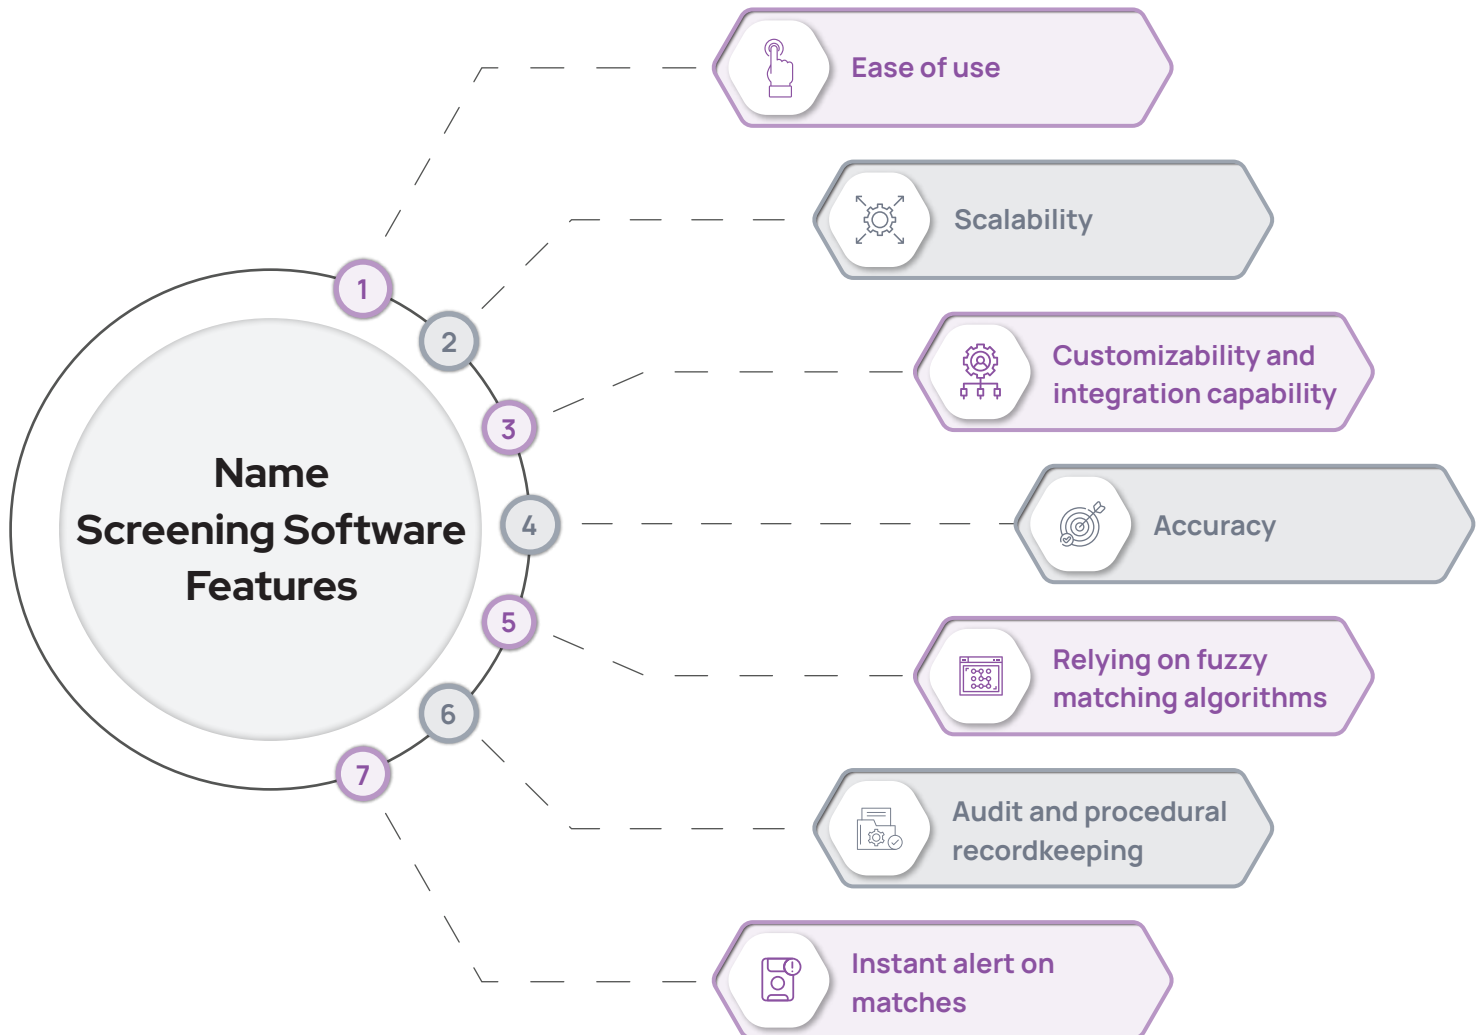 Name
Screening Software
Features
1
Ease of use
2
Scalability
3
Customizability and
integration capability
4
Accuracy
5
Relying on fuzzy
matching algorithms
6
Audit and procedural
recordkeeping
7
Instant alert on
matches